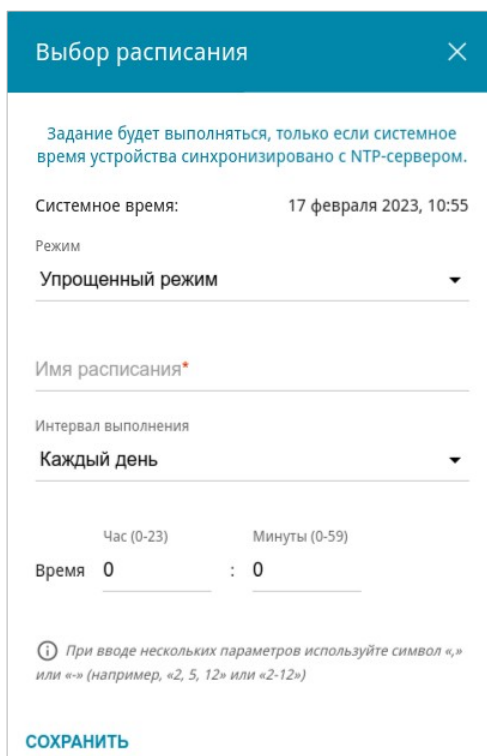 Выбор расписания
Задание будет выполняться, только если системное
время устройства синхронизировано с NTP-сервером.
Системное время: 17 февраля 2023, 10:55
Режим
Упрощенный режим
Имя расписания*
Интервал выполнения
Каждый день
Час (0-23) Минуты (0-59)
Время 0 : 0
При вводе нескольких параметров используйте символ «,»
или «-» (например, «2, 5, 12» или «2-12»)
СОХРАНИТЬ